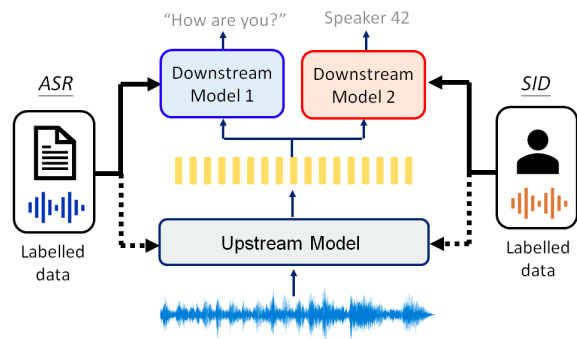 “How are you?”
Speaker 42
ASR
Downstream
Model 1
Downstream
Model 2
SID
Upstream Model
Labelled
data
Labelled
data